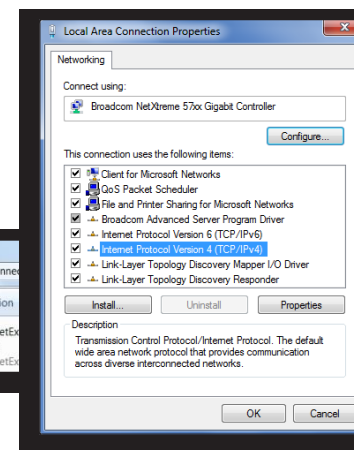 Local Area Connection Properties
Networking
Connect using:
Broadcom NetXtreme 57xx Gigabit Controller
Configure...
This connection uses the following items:
Client for Microsoft Networks
QoS Packet Scheduler
File and Printer Sharing for Microsoft Networks
Broadcom Advanced Server Program Driver
Internet Protocol Version 6 (TCP/IPv6)
Internet Protocol Version 4 (TCP/IPv4)
Link-Layer Topology Discovery Mapper I/O Driver
Link-Layer Topology Discovery Responder
Install...
Uninstall
Properties
Description
Transmission Control Protocol/Internet Protocol. The default
wide area network protocol that provides communication
across diverse interconnected networks.
OK
Cancel